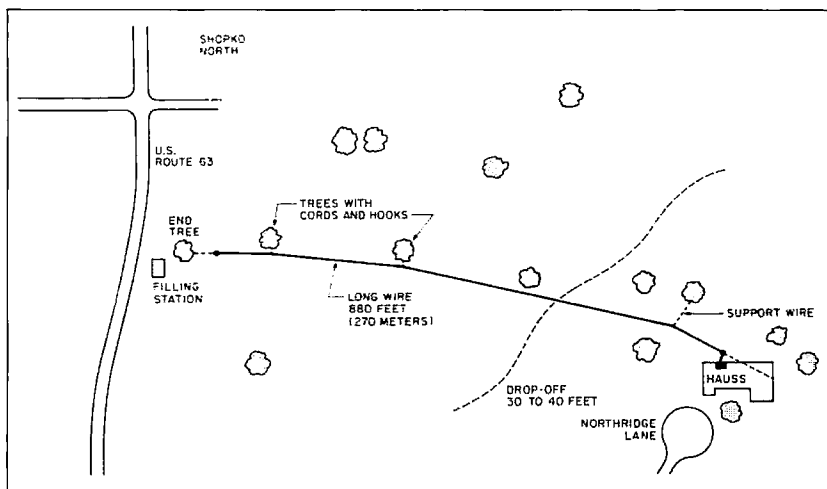 SHOPKO
NORTH
U.S.
ROUTE 63
TREES WITH
CORDS AND HOOKS
END
TREE
FILLING
STATION
LONG WIRE
880 FEET
(270 METERS)
SUPPORT WIRE
HAUSS
DROP-OFF
30 TO 40 FEET
NORTHRIDGE
LANE